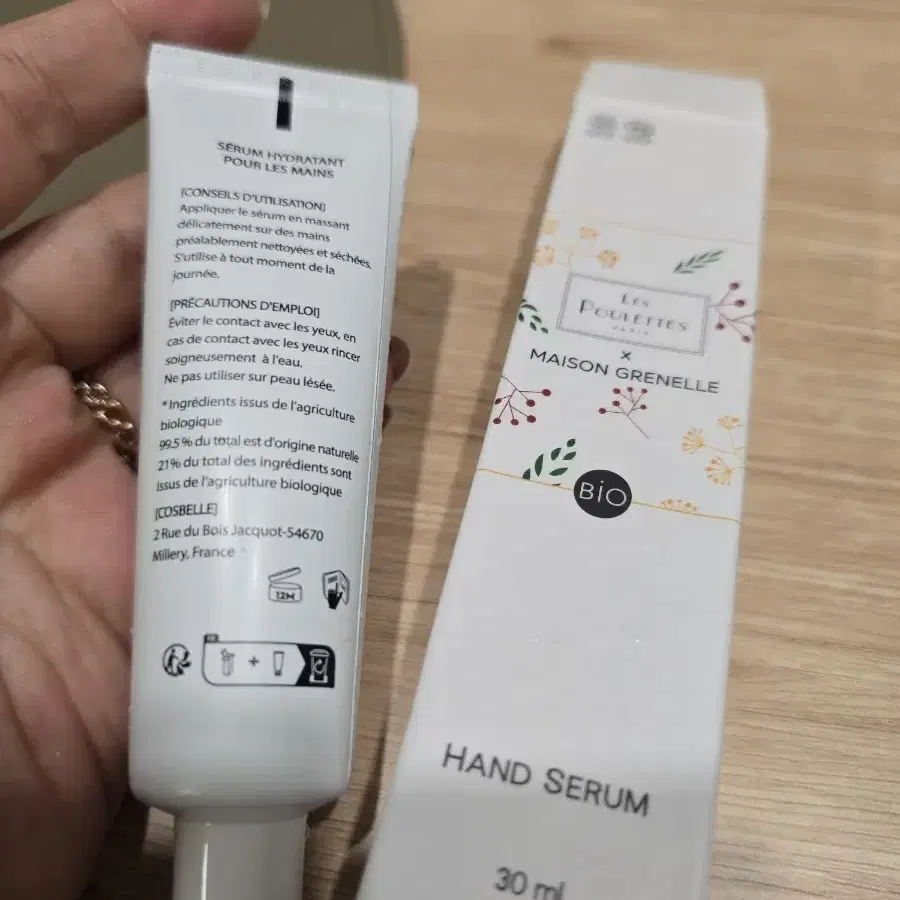 SÉRUM HYDRATANT
POUR LES MAINS
[CONSEILS D'UTILISATION]
Appliquer le sérum en massant
délicatement sur des mains
préalablement nettoyées et séchées.
S'utilise à tout moment de la
journée.
[PRÉCAUTIONS D'EMPLOI]
Éviter le contact avec les yeux, en
cas de contact avec les yeux rincer
soigneusement à l'eau.
Ne pas utiliser sur peau lésée.
*Ingrédients issus de l'agriculture
biologique
99.5% du total est d'origine naturelle
21% du total des ingrédients sont
issus de l'agriculture biologique
[COSBELLE]
2 Rue du Bois Jacquot-54670
Millery, France
12M
LES
POULETTES
PARIS
x
MAISON GRENELLE
BiO
HAND SERUM
30 ml